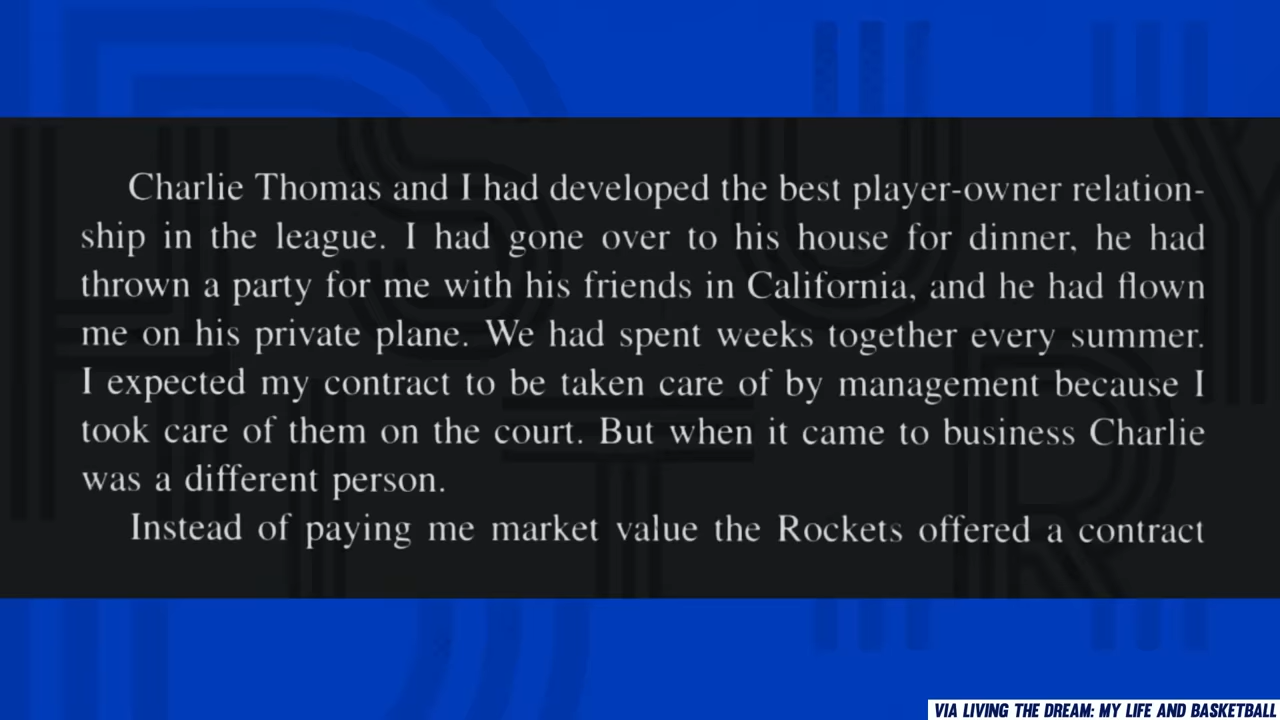 Charlie Thomas and I had developed the best player-owner relation-
ship in the league. I had gone over to his house for dinner, he had
thrown a party for me with his friends in California, and he had flown
me on his private plane. We had spent weeks together every summer.
I expected my contract to be taken care of by management because I
took care of them on the court. But when it came to business Charlie
was a different person.
Instead of paying me market value the Rockets offered a contract
VIA LIVING THE DREAM: MY LIFE AND BASKETBALL